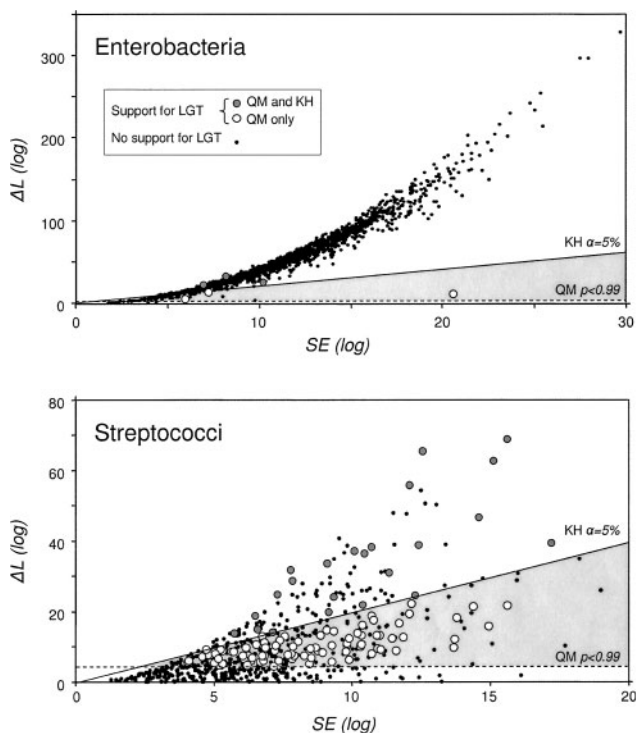 Enterobacteria
300
200
100
0
ΔL (log)
Support for LGT { QM and KH
QM only
No support for LGT
KH α=5%
QM p<0.99
0 10 20 30
SE (log)
Streptococci
80
60
40
20
0
ΔL (log)
KH α=5%
QM p<0.99
0 5 10 15 20
SE (log)